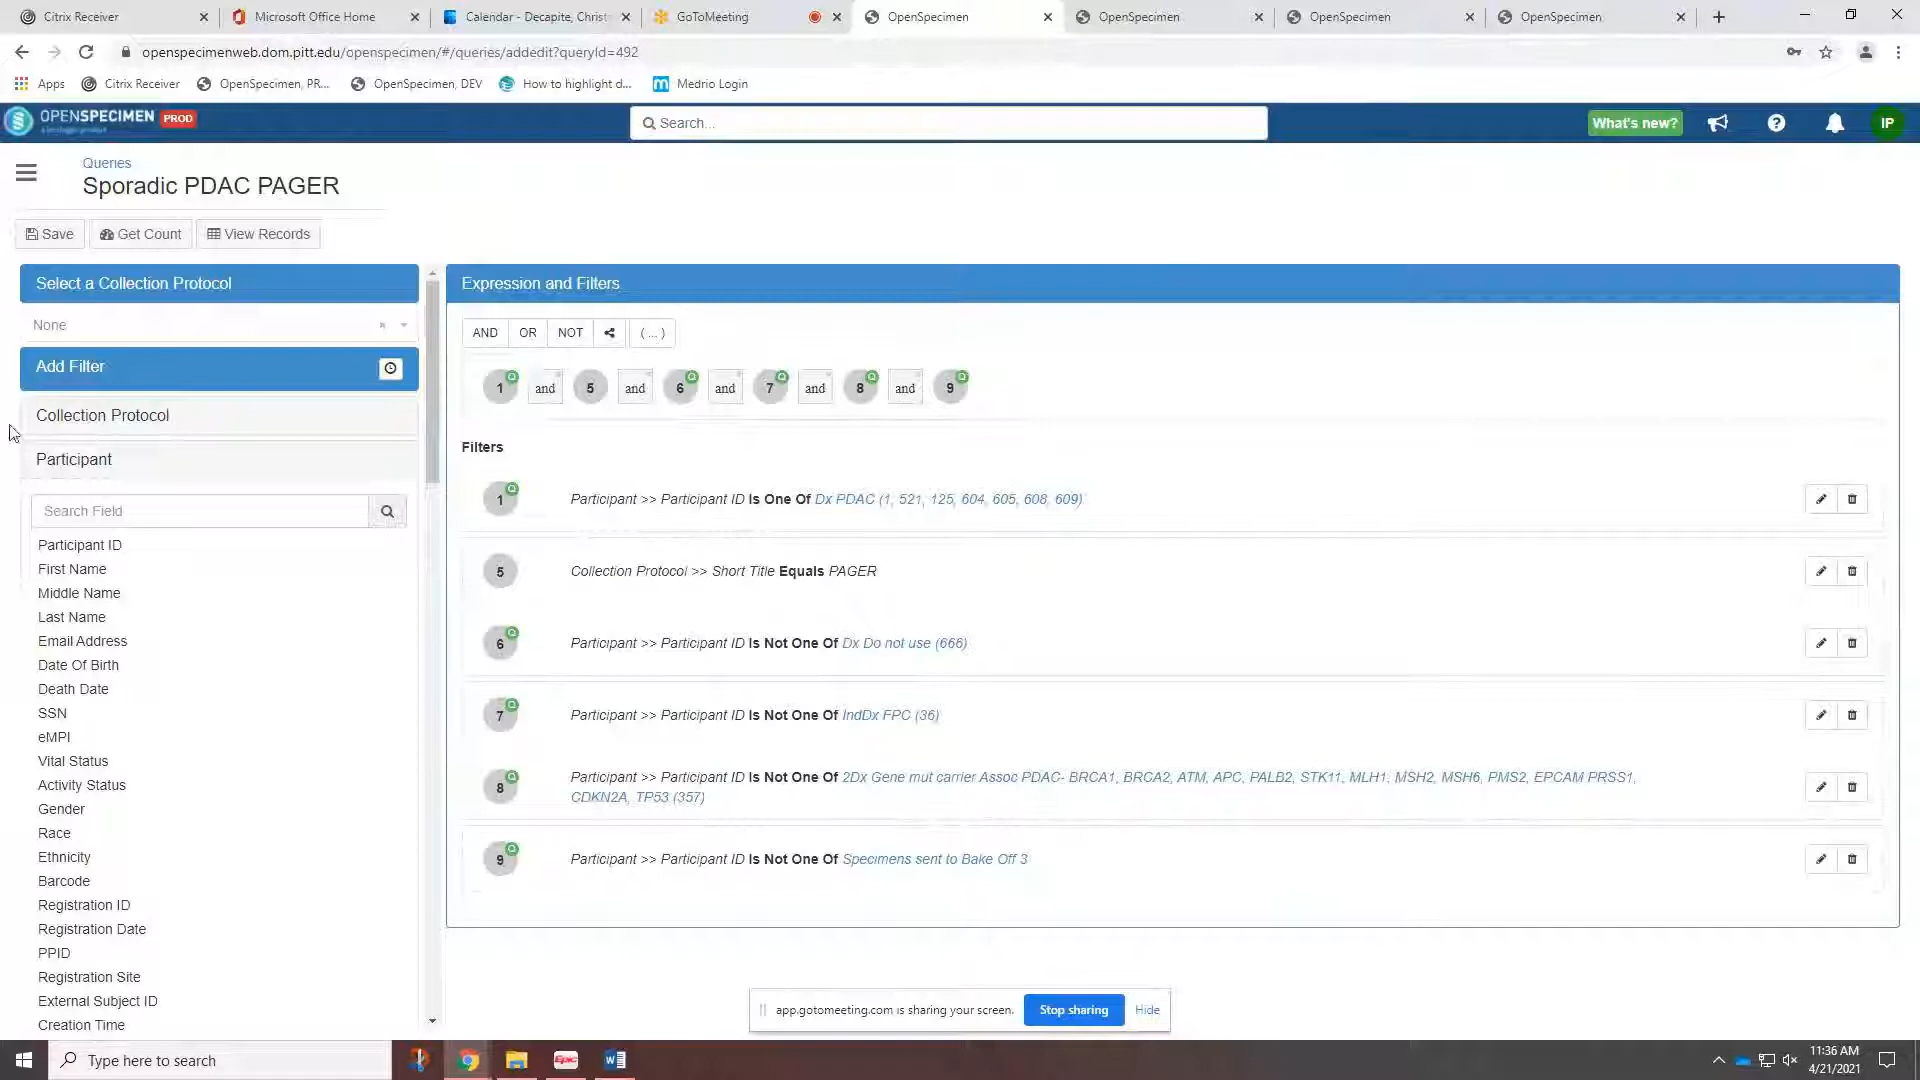 Citrix Receiver
Microsoft Office Home
Calendar - Decapite, Christ
GoToMeeting
OpenSpecimen
OpenSpecimen
OpenSpecimen
OpenSpecimen
openspecimenweb.dom.pitt.edu/openspecimen/#/queries/addedit?queryId=492
Apps
Citrix Receiver
OpenSpecimen, PR...
OpenSpecimen, DEV
How to highlight d...
Medrio Login
OPENSPECIMEN PROD
Search...
What's new?
IP
Queries
Sporadic PDAC PAGER
Save
Get Count
View Records
Select a Collection Protocol
None
Add Filter
Collection Protocol
Participant
Search Field
Participant ID
First Name
Middle Name
Last Name
Email Address
Date Of Birth
Death Date
SSN
eMPI
Vital Status
Activity Status
Gender
Race
Ethnicity
Barcode
Registration ID
Registration Date
PPID
Registration Site
External Subject ID
Creation Time
Expression and Filters
AND OR NOT ( ... )
1 and 5 and 6 and 7 and 8 and 9
Filters
1 Participant >> Participant ID Is One Of Dx PDAC (1, 521, 125, 604, 605, 608, 609)
5 Collection Protocol >> Short Title Equals PAGER
6 Participant >> Participant ID Is Not One Of Dx Do not use (666)
7 Participant >> Participant ID Is Not One Of IndDx FPC (36)
8 Participant >> Participant ID Is Not One Of 2Dx Gene mut carrier Assoc PDAC- BRCA1, BRCA2, ATM, APC, PALB2, STK11, MLH1, MSH2, MSH6, PMS2, EPCAM PRSS1,
CDKN2A, TP53 (357)
9 Participant >> Participant ID Is Not One Of Specimens sent to Bake Off 3
app.gotomeeting.com is sharing your screen.
Stop sharing
Hide
Type here to search
Epic
11:36 AM
4/21/2021